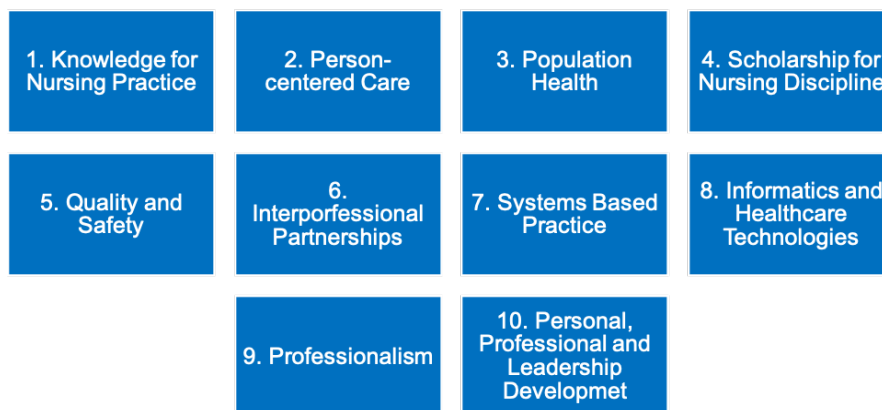 1. Knowledge for
Nursing Practice
2. Person-
centered Care
3. Population
Health
4. Scholarship for
Nursing Discipline
5. Quality and
Safety
6.
Interporfessional
Partnerships
7. Systems Based
Practice
8. Informatics and
Healthcare
Technologies
9. Professionalism
10. Personal,
Professional and
Leadership
Developmet